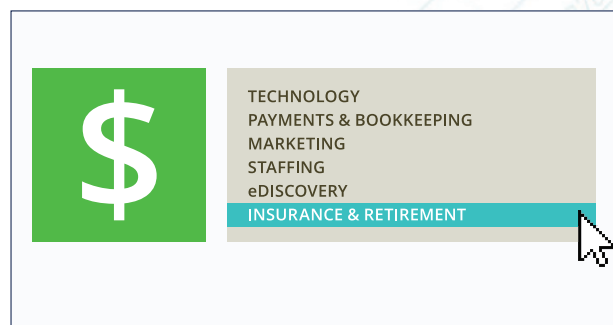 $
TECHNOLOGY
PAYMENTS & BOOKKEEPING
MARKETING
STAFFING
eDISCOVERY
INSURANCE & RETIREMENT